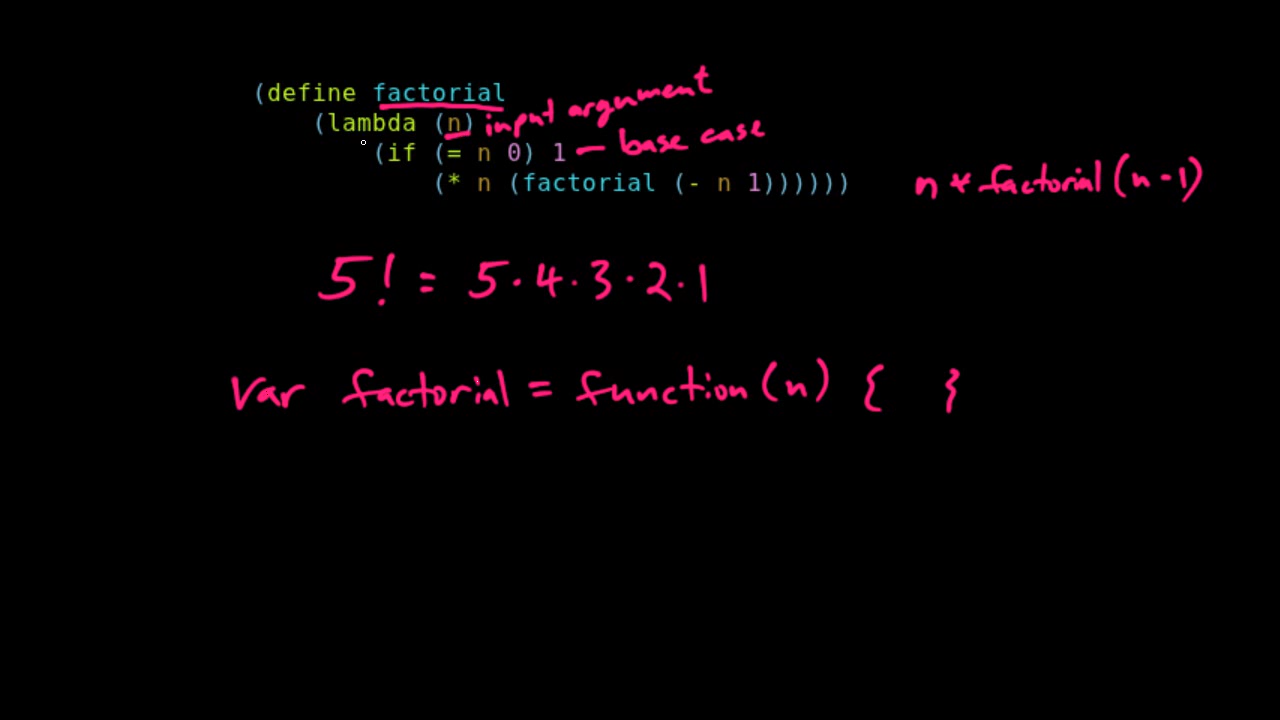 (define factorial
(lambda (n) input argument
(if (= n 0) 1 — base case
(* n (factorial (- n 1)))))) n * factorial(n-1)
5! = 5·4·3·2·1
var factorial = function(n) { }